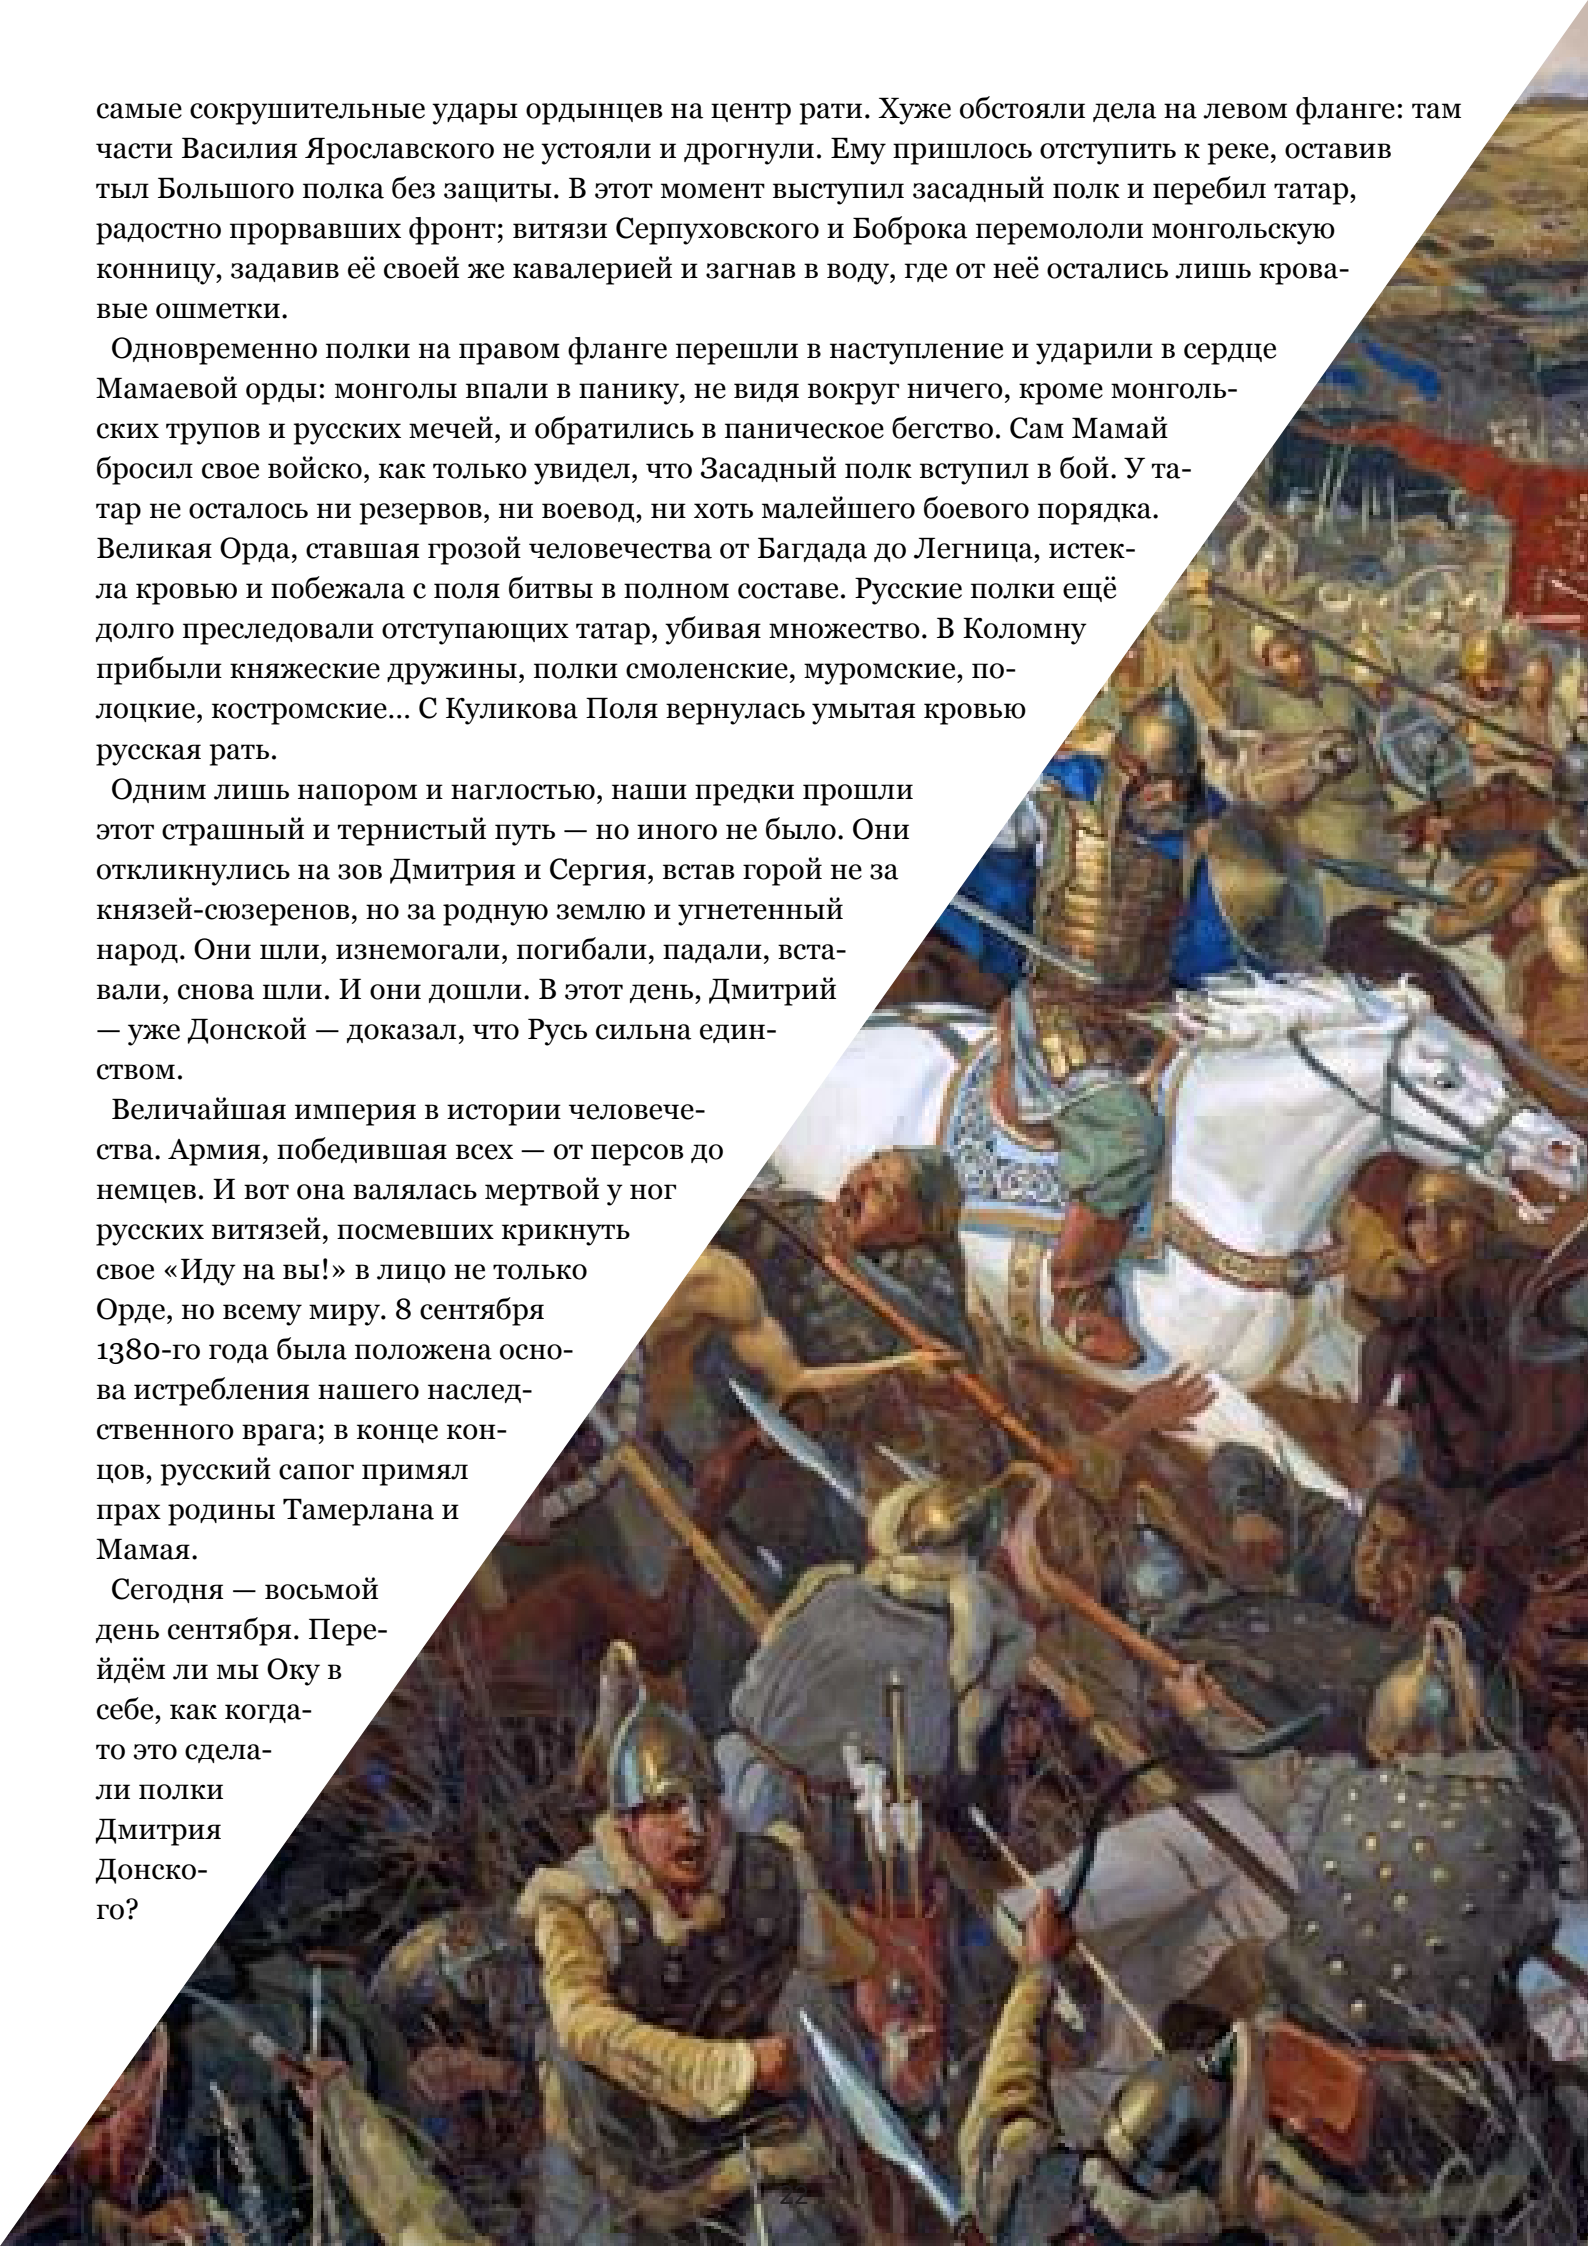 самые сокрушительные удары ордынцев на центр рати. Хуже обстояли дела на левом фланге: там
части Василия Ярославского не устояли и дрогнули. Ему пришлось отступить к реке, оставив
тыл Большого полка без защиты. В этот момент выступил засадный полк и перебил татар,
радостно прорвавших фронт; витязи Серпуховского и Боброка перемололи монгольскую
конницу, задавив её своей же кавалерией и загнав в воду, где от неё остались лишь крова-
вые ошметки.
Одновременно полки на правом фланге перешли в наступление и ударили в сердце
Мамаевой орды: монголы впали в панику, не видя вокруг ничего, кроме монголь-
ских трупов и русских мечей, и обратились в паническое бегство. Сам Мамай
бросил свое войско, как только увидел, что Засадный полк вступил в бой. У та-
тар не осталось ни резервов, ни воевод, ни хоть малейшего боевого порядка.
Великая Орда, ставшая грозой человечества от Багдада до Легница, истек-
ла кровью и побежала с поля битвы в полном составе. Русские полки ещё
долго преследовали отступающих татар, убивая множество. В Коломну
прибыли княжеские дружины, полки смоленские, муромские, по-
лоцкие, костромские... С Куликова Поля вернулась умытая кровью
русская рать.
Одним лишь напором и наглостью, наши предки прошли
этот страшный и тернистый путь — но иного не было. Они
откликнулись на зов Дмитрия и Сергия, встав горой не за
князей-сюзеренов, но за родную землю и угнетенный
народ. Они шли, изнемогали, погибали, падали, вста-
вали, снова шли. И они дошли. В этот день, Дмитрий
— уже Донской — доказал, что Русь сильна един-
ством.
Величайшая империя в истории человече-
ства. Армия, победившая всех — от персов до
немцев. И вот она валялась мертвой у ног
русских витязей, посмевших крикнуть
свое «Иду на вы!» в лицо не только
Орде, но всему миру. 8 сентября
1380-го года была положена осно-
ва истребления нашего наслед-
ственного врага; в конце кон-
цов, русский сапог примял
прах родины Тамерлана и
Мамая.
Сегодня — восьмой
день сентября. Пере-
йдём ли мы Оку в
себе, как когда-
то это сдела-
ли полки
Дмитрия
Донско-
го?
22